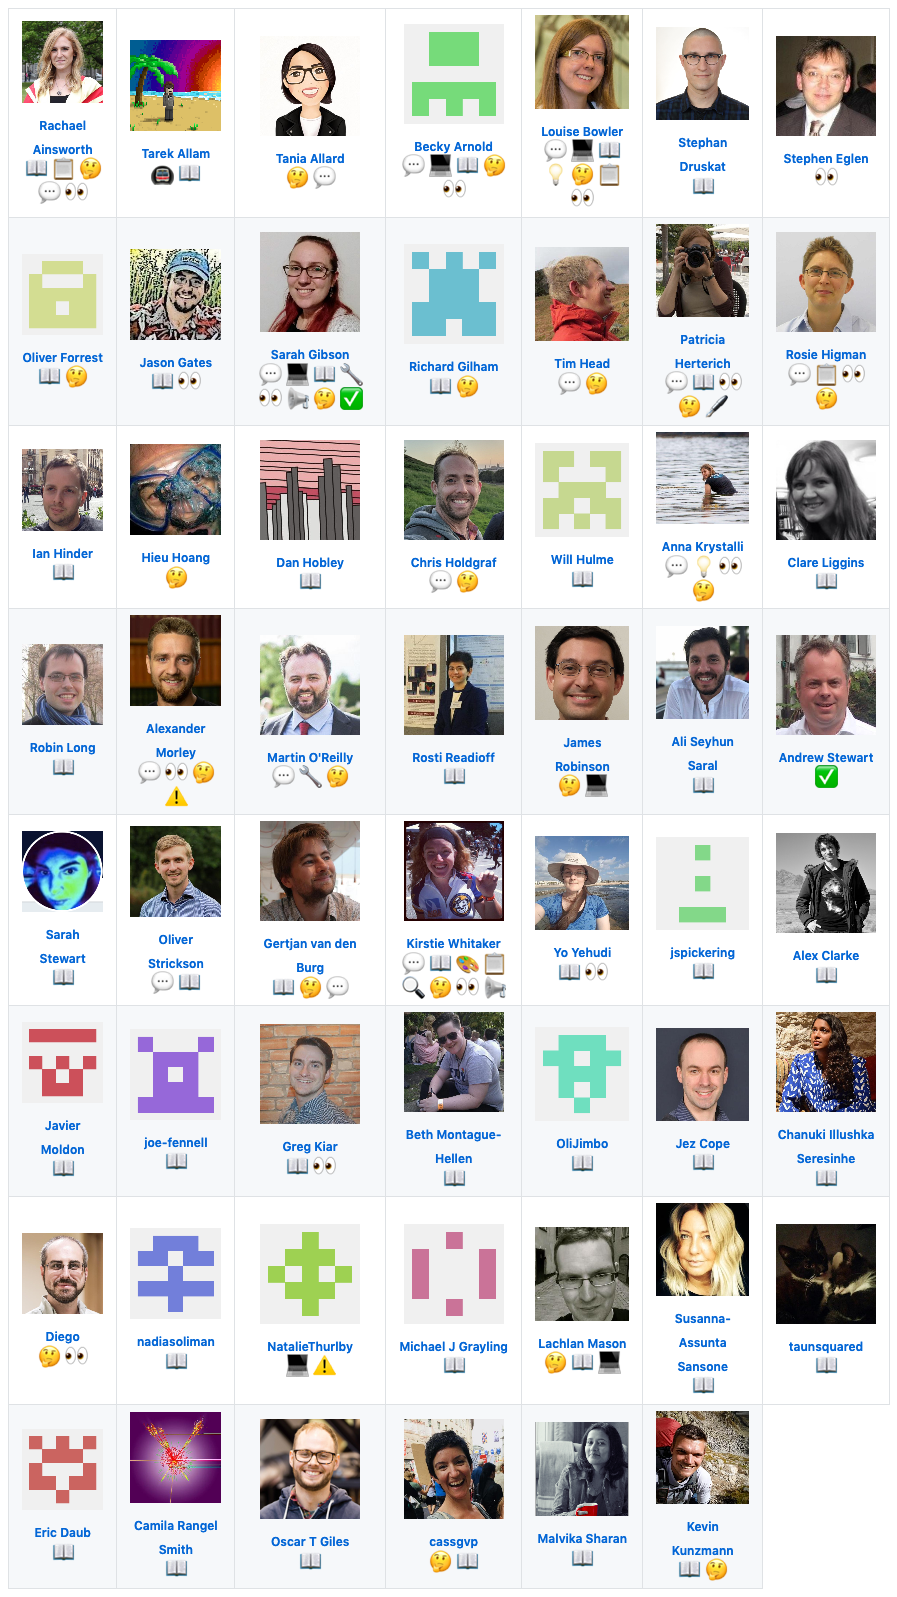 Rachael
Ainsworth
Tarek Allam
Tania Allard
Becky Arnold
Louise Bowler
Stephan
Druskat
Stephen Eglen
Oliver Forrest
Jason Gates
Sarah Gibson
Richard Gilham
Tim Head
Patricia
Herterich
Rosie Higman
Ian Hinder
Hieu Hoang
Dan Hobley
Chris Holdgraf
Will Hulme
Anna Krystalli
Clare Liggins
Robin Long
Alexander
Morley
Martin O'Reilly
Rosti Readioff
James
Robinson
Ali Seyhun
Saral
Andrew Stewart
Sarah
Stewart
Oliver
Strickson
Gertjan van den
Burg
Kirstie Whitaker
Yo Yehudi
jspickering
Alex Clarke
Javier
Moldon
joe-fennell
Greg Kiar
Beth Montague-
Hellen
OliJimbo
Jez Cope
Chanuki Illushka
Seresinhe
Diego
nadiasoliman
NatalieThurlby
Michael J Grayling
Lachlan Mason
Susanna-
Assunta
Sansone
taunsquared
Eric Daub
Camila Rangel
Smith
Oscar T Giles
cassgvp
Malvika Sharan
Kevin
Kunzmann